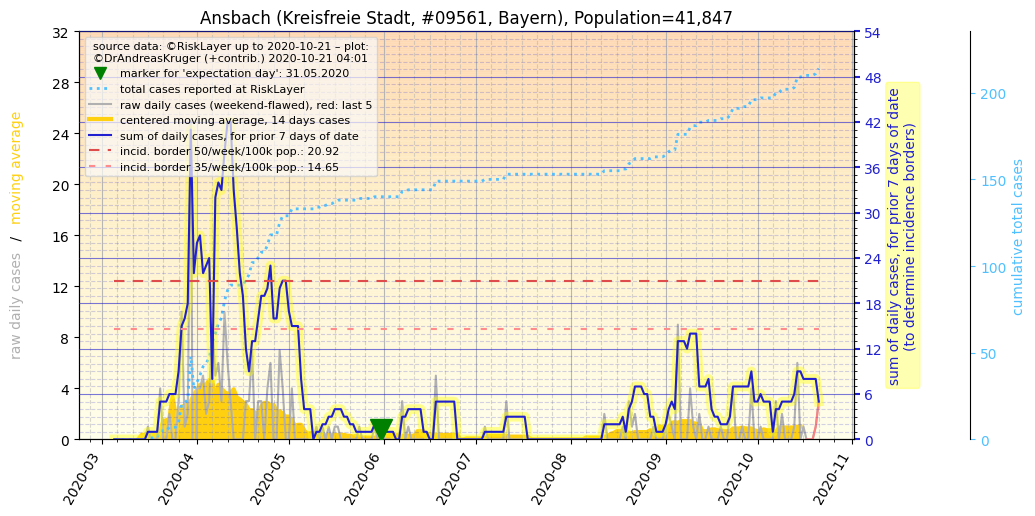 Ansbach (Kreisfreie Stadt, #09561, Bayern), Population=41,847
source data: ©RiskLayer up to 2020-10-21 – plot:
©DrAndreasKruger (+contrib.) 2020-10-21 04:01
marker for 'expectation day': 31.05.2020
total cases reported at RiskLayer
raw daily cases (weekend-flawed), red: last 5
centered moving average, 14 days cases
sum of daily cases, for prior 7 days of date
incid. border 50/week/100k pop.: 20.92
incid. border 35/week/100k pop.: 14.65
raw daily cases / moving average
32
28
24
20
16
12
8
4
0
2020-03
2020-04
2020-05
2020-06
2020-07
2020-08
2020-09
2020-10
2020-11
54
48
42
36
30
24
18
12
6
0
sum of daily cases, for prior 7 days of date
(to determine incidence borders)
200
150
100
50
0
cumulative total cases